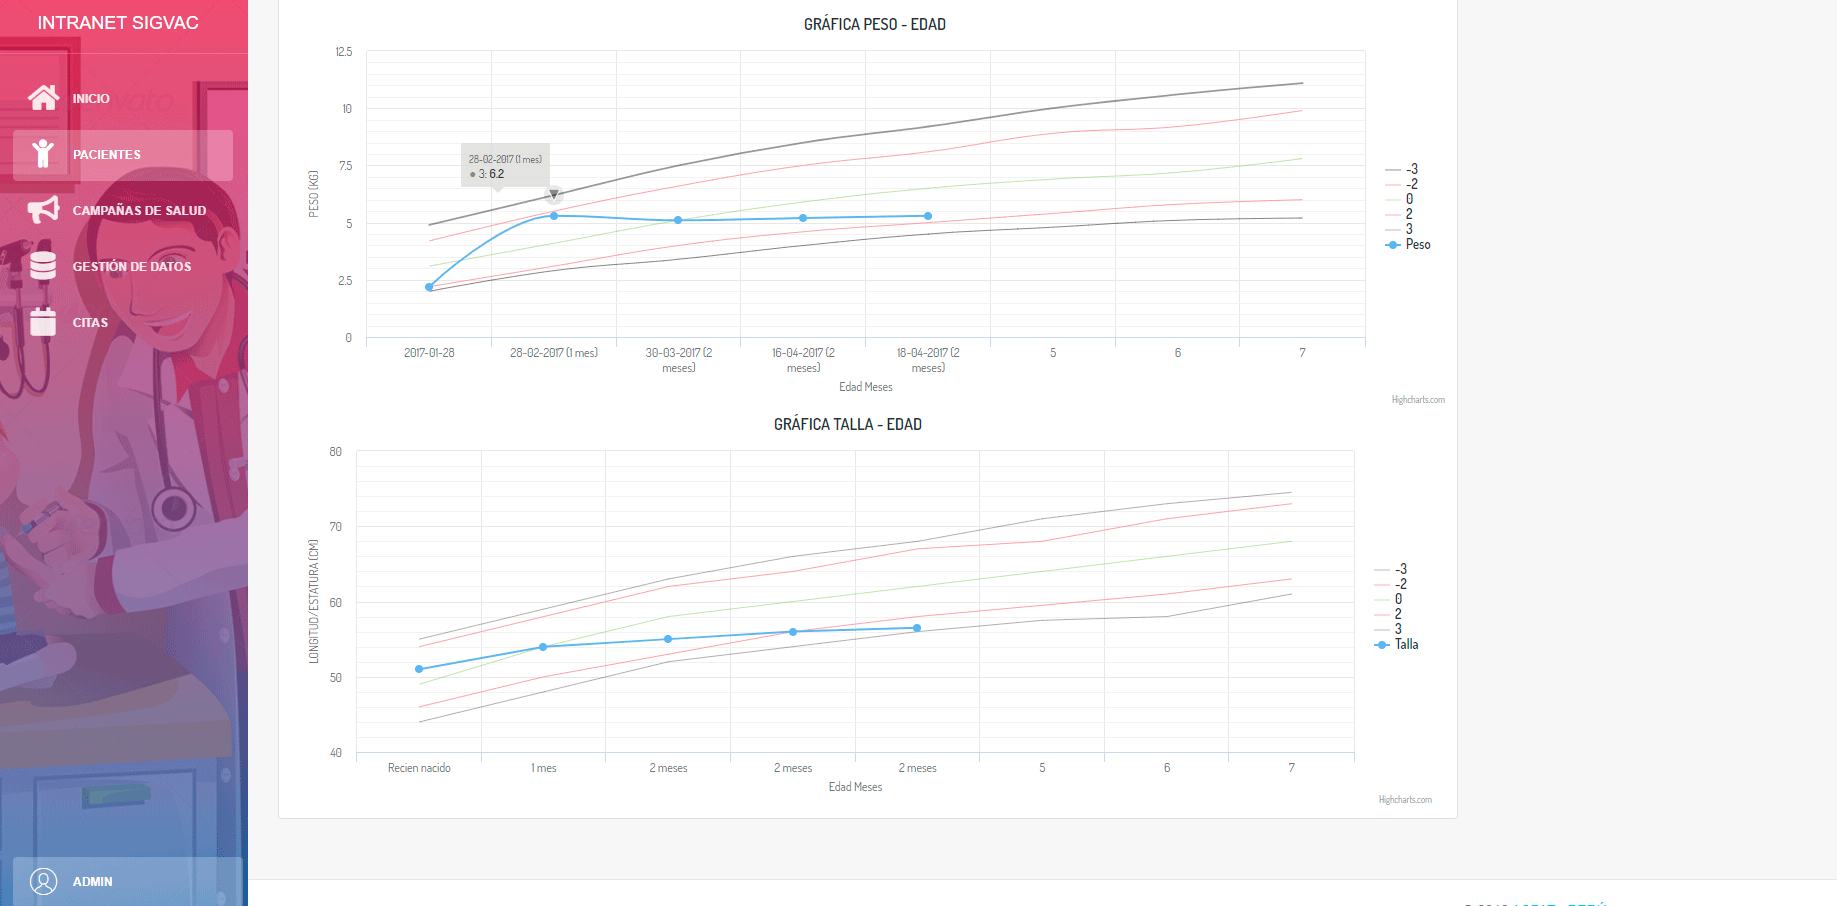 INTRANET SIGVAC
INICIO
PACIENTES
CAMPAÑAS DE SALUD
GESTIÓN DE DATOS
CITAS
ADMIN
GRÁFICA PESO - EDAD
12.5
10
7.5
5
2.5
0
PESO (KG)
28-02-2017 (1 mes)
● 3: 6.2
2017-01-28
28-02-2017 (1 mes)
30-03-2017 (2 meses)
16-04-2017 (2 meses)
18-04-2017 (2 meses)
5
6
7
Edad Meses
-3
-2
0
2
3
Peso
Highcharts.com
GRÁFICA TALLA - EDAD
80
70
60
50
40
LONGITUD/ESTATURA (CM)
Recien nacido
1 mes
2 meses
2 meses
2 meses
5
6
7
Edad Meses
-3
-2
0
2
3
Talla
Highcharts.com